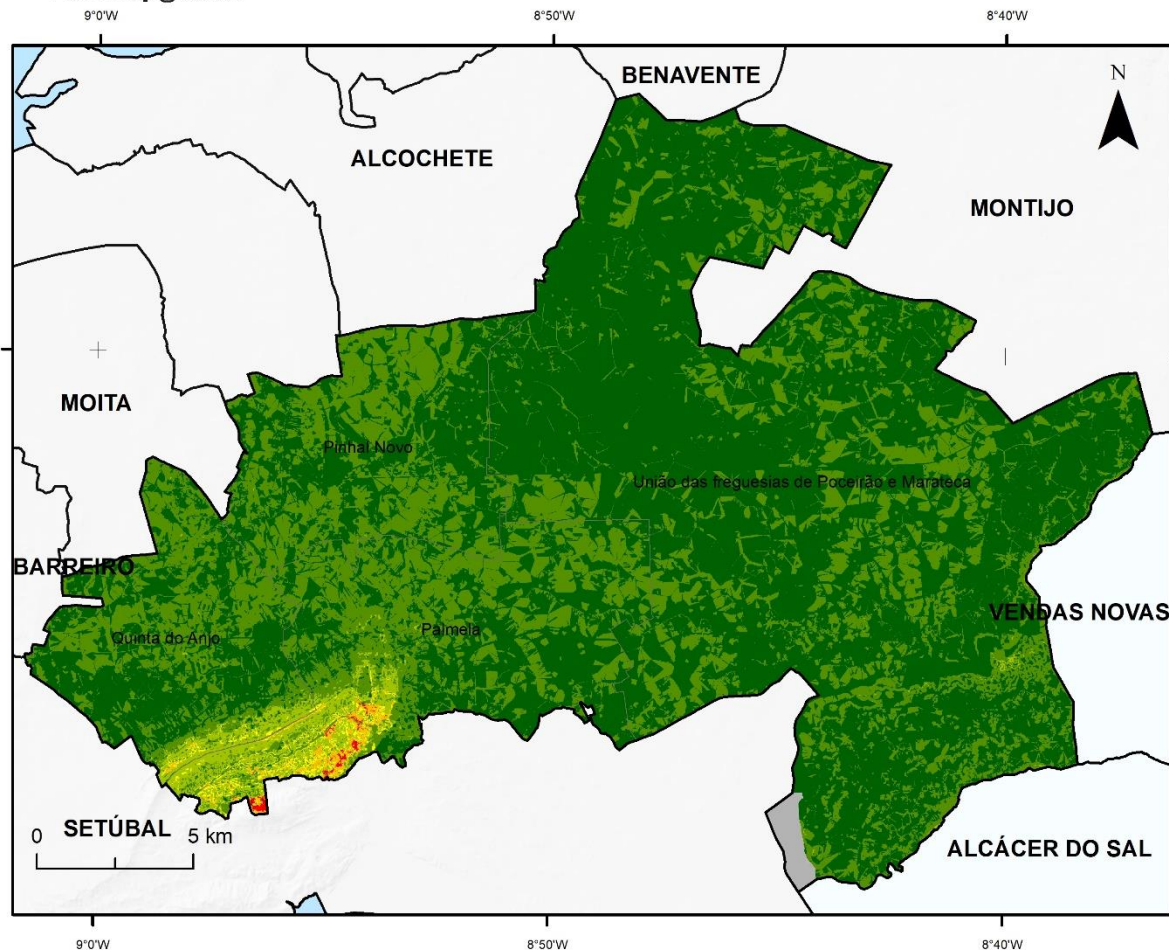 9°0'W
8°50'W
8°40'W
BENAVENTE
N
ALCOCHETE
MONTIJO
MOITA
Pinhal Novo
União das freguesias de Poceirão e Marateca
BARREIRO
VENDAS NOVAS
Quinta do Anjo
Palmela
0
SETÚBAL
5 km
ALCÁCER DO SAL
9°0'W
8°50'W
8°40'W